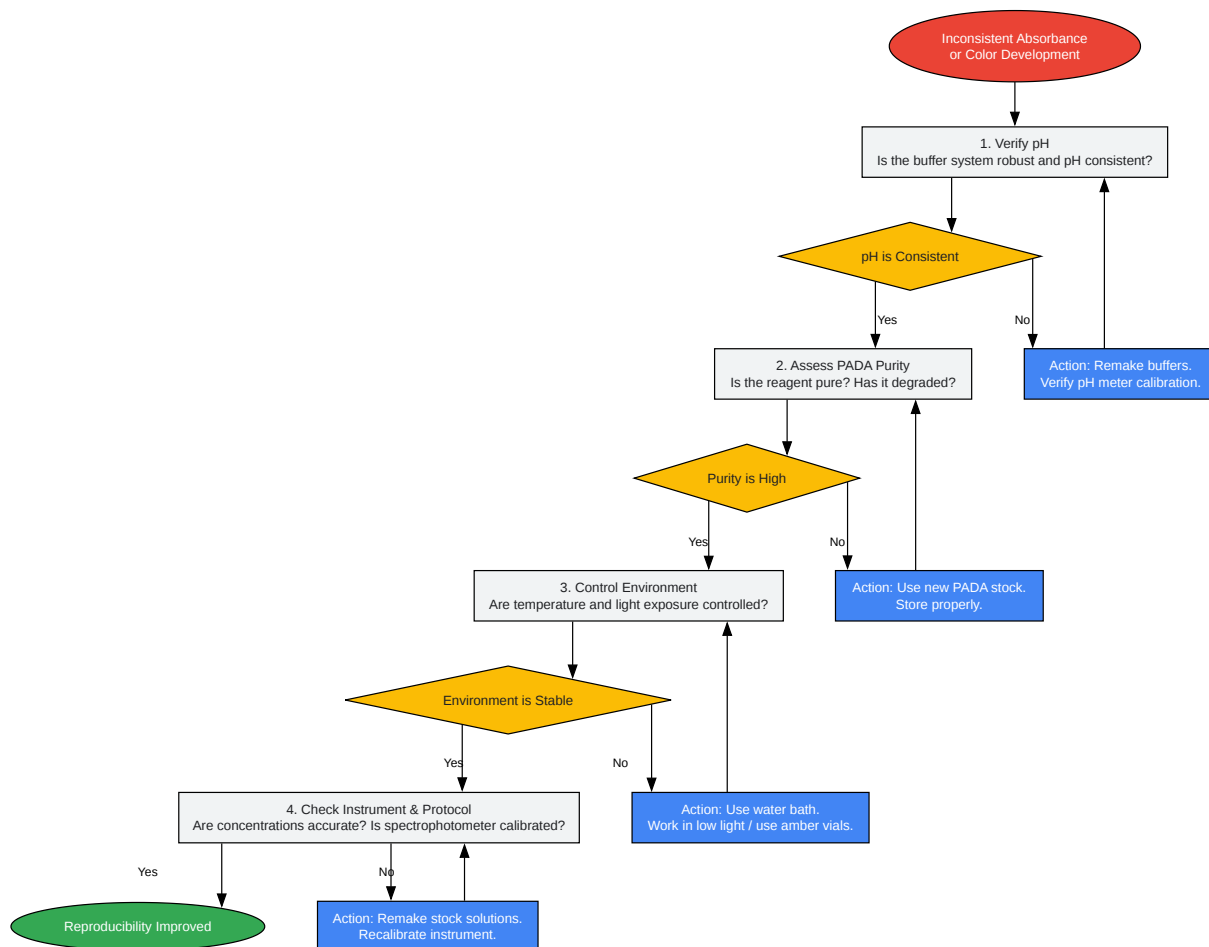 Inconsistent Absorbance
or Color Development
1. Verify pH
Is the buffer system robust and pH consistent?
pH is Consistent
Yes
No
2. Assess PADA Purity
Is the reagent pure? Has it degraded?
Action: Remake buffers.
Verify pH meter calibration.
Purity is High
Yes
No
3. Control Environment
Are temperature and light exposure controlled?
Action: Use new PADA stock.
Store properly.
Environment is Stable
Yes
No
4. Check Instrument & Protocol
Are concentrations accurate? Is spectrophotometer calibrated?
Action: Use water bath.
Work in low light / use amber vials.
Yes
No
Reproducibility Improved
Action: Remake stock solutions.
Recalibrate instrument.